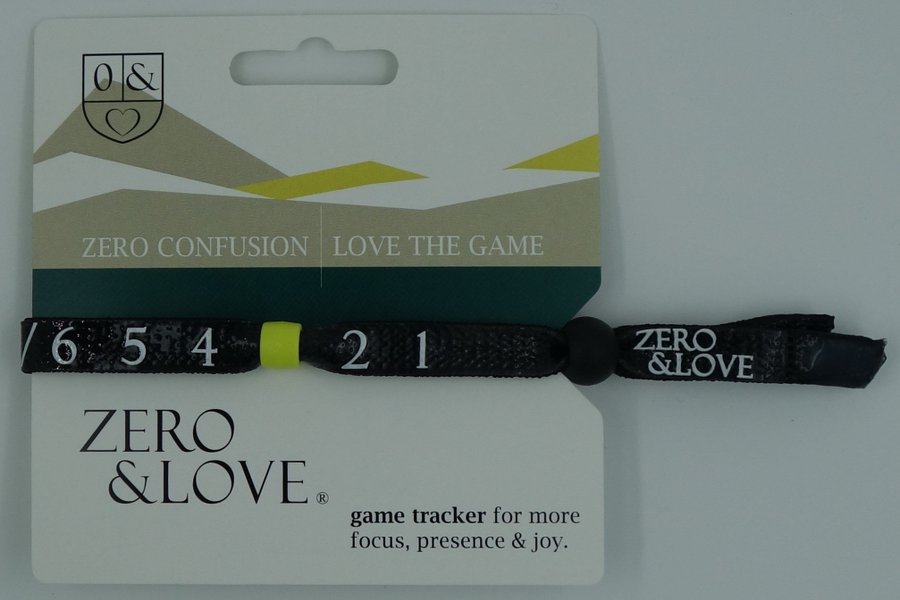 0 &
ZERO CONFUSION LOVE THE GAME
/6 5 4 2 1
ZERO
&LOVE
ZERO
&LOVE®
game tracker for more
focus, presence & joy.